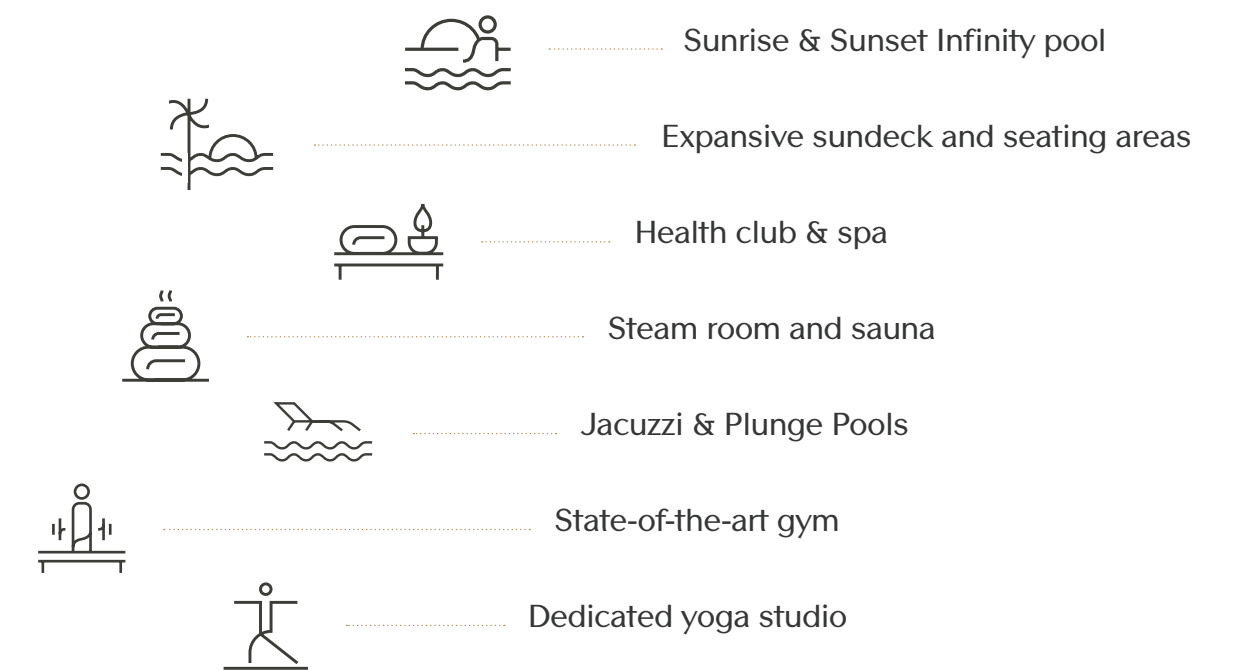 Sunrise & Sunset Infinity pool
Expansive sundeck and seating areas
Health club & spa
Steam room and sauna
Jacuzzi & Plunge Pools
State-of-the-art gym
Dedicated yoga studio